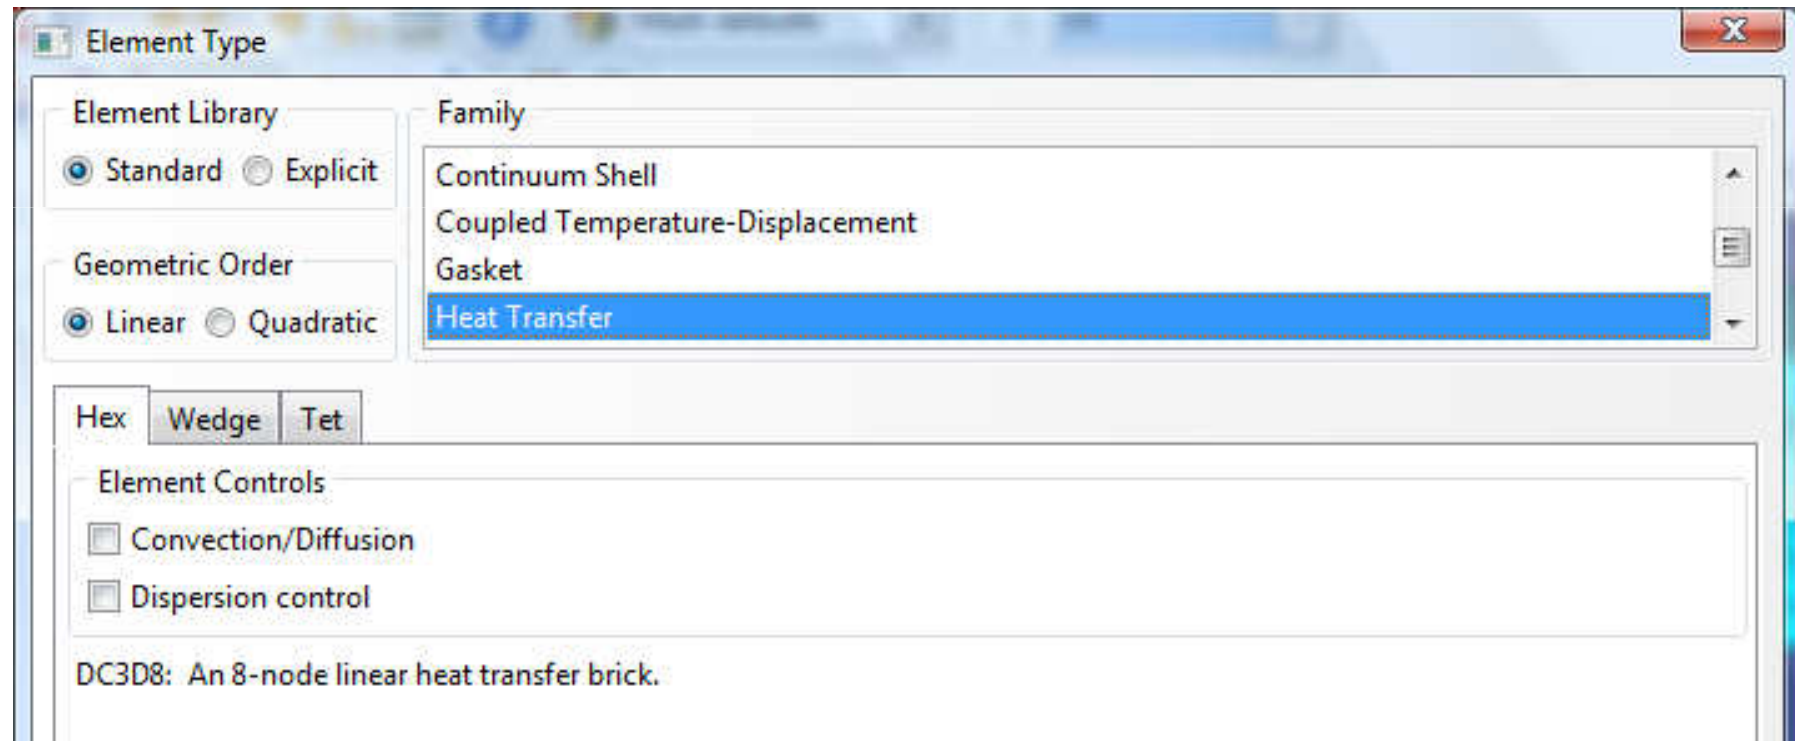 Element Type
Element Library
Standard Explicit
Geometric Order
Linear Quadratic
Family
Continuum Shell
Coupled Temperature-Displacement
Gasket
Heat Transfer
Hex Wedge Tet
Element Controls
Convection/Diffusion
Dispersion control
DC3D8: An 8-node linear heat transfer brick.